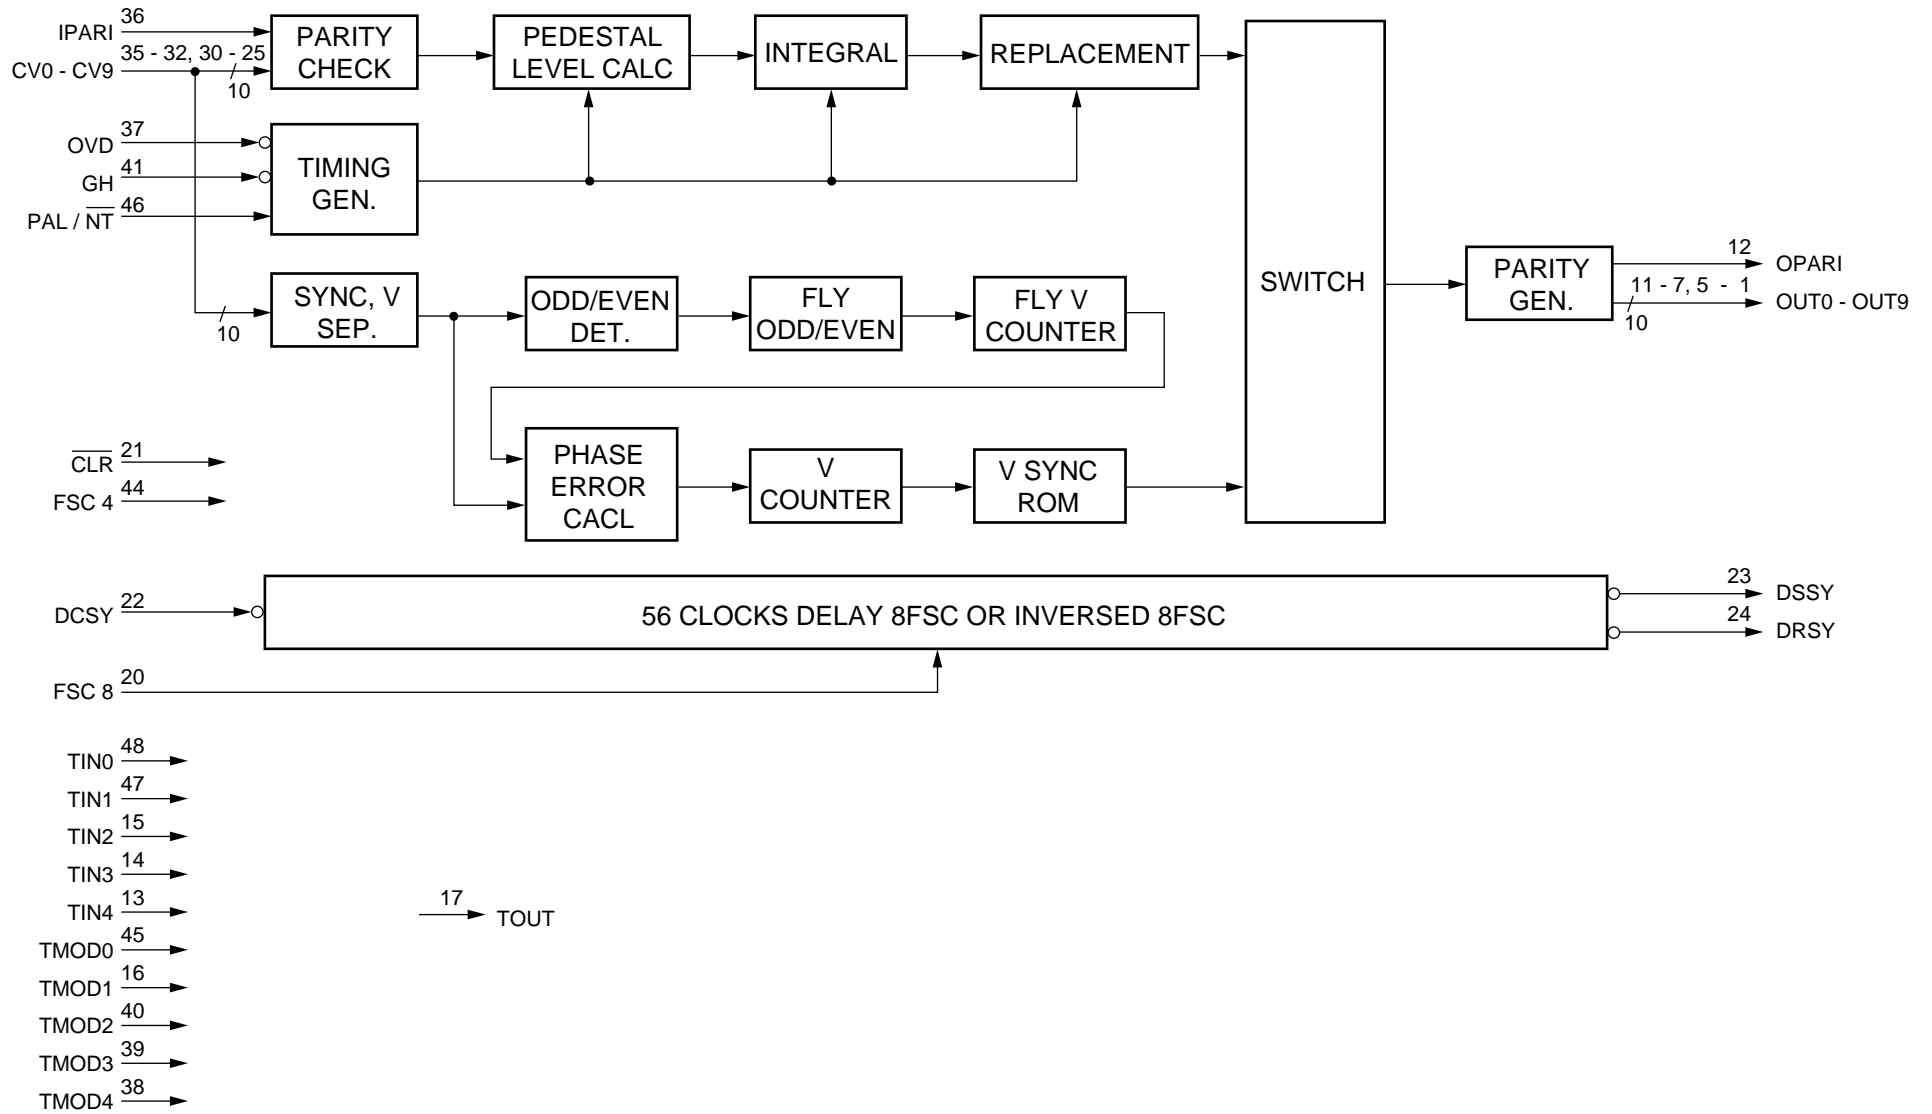 IPARI 36
CV0 - CV9 35 - 32, 30 - 25
10
PARITY
CHECK
PEDESTAL
LEVEL CALC
INTEGRAL
REPLACEMENT
OVD 37
GH 41
PAL / N̅T̅ 46
TIMING
GEN.
10
SYNC, V
SEP.
ODD/EVEN
DET.
FLY
ODD/EVEN
FLY V
COUNTER
SWITCH
PARITY
GEN.
12 OPARI
11 - 7, 5 - 1 OUT0 - OUT9
10
C̅L̅R̅ 21
FSC 4 44
PHASE
ERROR
CACL
V
COUNTER
V SYNC
ROM
DCSY 22
56 CLOCKS DELAY 8FSC OR INVERSED 8FSC
23 DSSY
24 DRSY
FSC 8 20
TIN0 48
TIN1 47
TIN2 15
TIN3 14
TIN4 13
17 TOUT
TMOD0 45
TMOD1 16
TMOD2 40
TMOD3 39
TMOD4 38